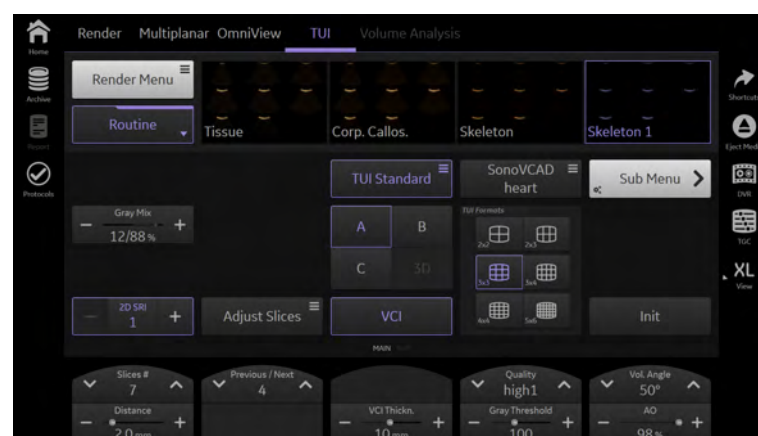 Render Multiplanar OmniView TUI Volume Analysis
Home
Archive
Report
Protocols
Render Menu
Routine
Tissue
Corp. Callos.
Skeleton
Skeleton 1
Shortcuts
Eject Media
DVR
TGC
XL
View
TUI Standard
SonoVCAD
heart
Sub Menu
Gray Mix
12/88 %
A B
C 3D
TUI Formats
2x2 2x3
3x3 3x4
4x4 5x6
2D SRI
1
Adjust Slices
VCI
Init
MAIN
Slices #
7
Previous / Next
4
Quality
high1
Vol. Angle
50°
Distance
2.0 mm
VCI Thickn.
10 mm
Gray Threshold
100
AO
98 %